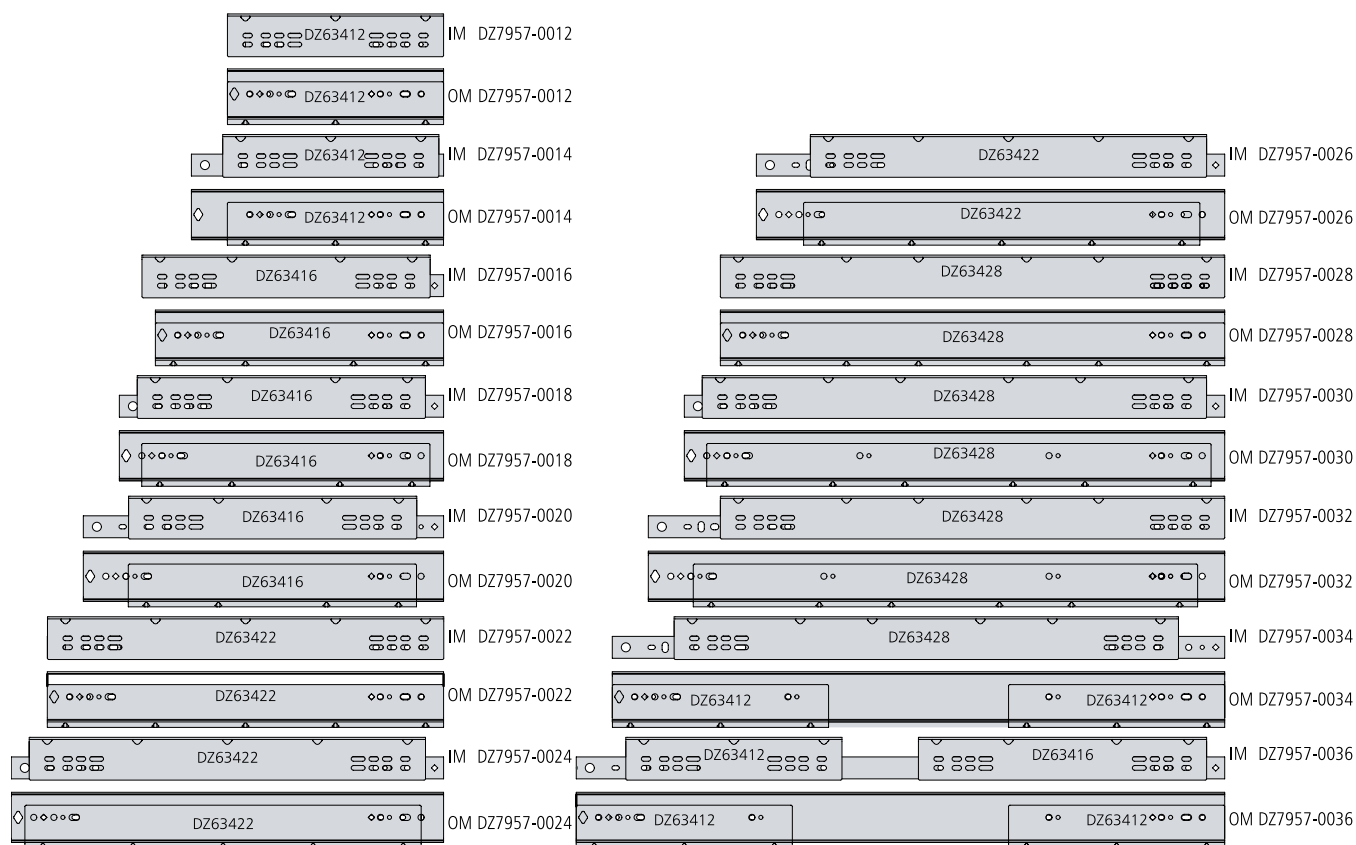 DZ63412 IM DZ7957-0012
DZ63412 OM DZ7957-0012
DZ63412 IM DZ7957-0014
DZ63412 OM DZ7957-0014
DZ63416 IM DZ7957-0016
DZ63416 OM DZ7957-0016
DZ63416 IM DZ7957-0018
DZ63416 OM DZ7957-0018
DZ63416 IM DZ7957-0020
DZ63416 OM DZ7957-0020
DZ63422 IM DZ7957-0022
DZ63422 OM DZ7957-0022
DZ63422 IM DZ7957-0024
DZ63422 OM DZ7957-0024
DZ63422 IM DZ7957-0026
DZ63422 OM DZ7957-0026
DZ63428 IM DZ7957-0028
DZ63428 OM DZ7957-0028
DZ63428 IM DZ7957-0030
DZ63428 OM DZ7957-0030
DZ63428 IM DZ7957-0032
DZ63428 OM DZ7957-0032
DZ63428 IM DZ7957-0034
DZ63412 DZ63412 OM DZ7957-0034
DZ63412 DZ63416 IM DZ7957-0036
DZ63412 DZ63412 OM DZ7957-0036